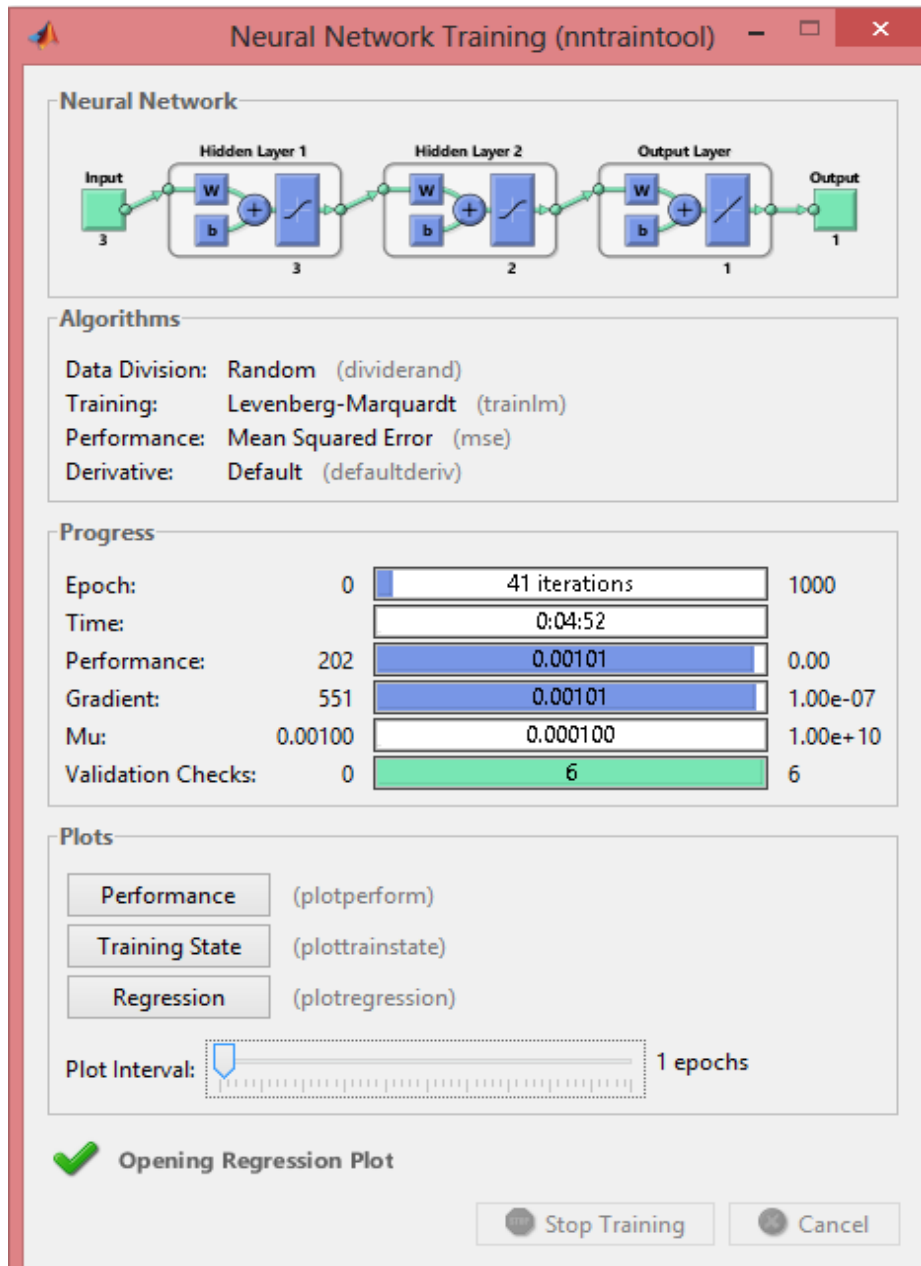 Neural Network Training (nntraintool)
Neural Network
Hidden Layer 1 Hidden Layer 2 Output Layer
Input Output
W W W
b b b
3 1
3 2 1
Algorithms
Data Division: Random (dividerand)
Training: Levenberg-Marquardt (trainlm)
Performance: Mean Squared Error (mse)
Derivative: Default (defaultderiv)
Progress
Epoch: 0 41 iterations 1000
Time: 0:04:52
Performance: 202 0.00101 0.00
Gradient: 551 0.00101 1.00e-07
Mu: 0.00100 0.000100 1.00e+10
Validation Checks: 0 6 6
Plots
Performance (plotperform)
Training State (plottrainstate)
Regression (plotregression)
Plot Interval: 1 epochs
Opening Regression Plot
STOP Stop Training Cancel